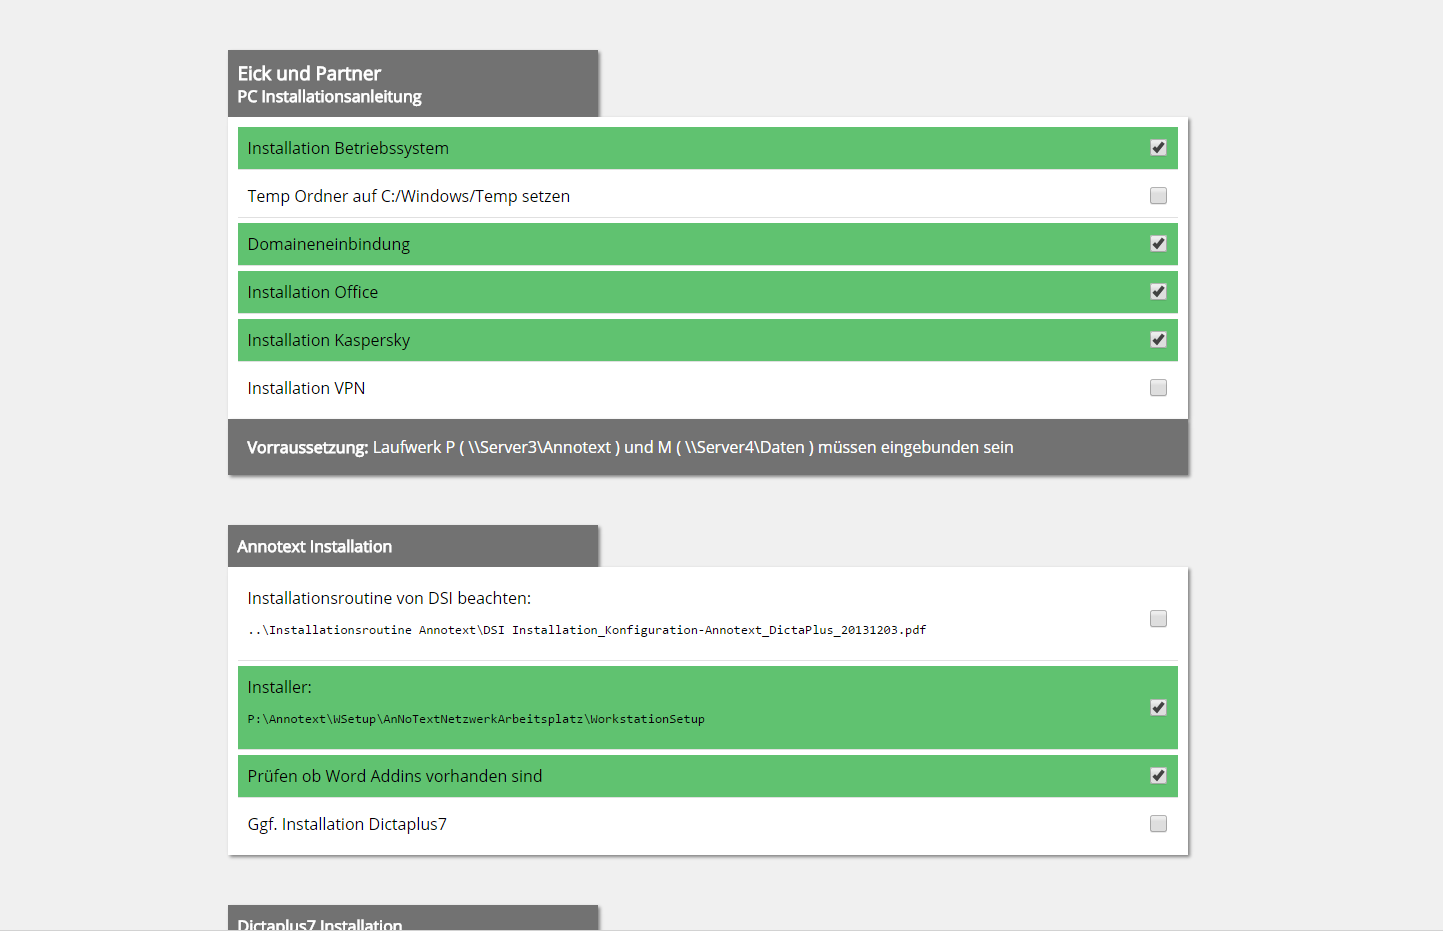 Eick und Partner
PC Installationsanleitung
Installation Betriebssystem
Temp Ordner auf C:/Windows/Temp setzen
Domaineneinbindung
Installation Office
Installation Kaspersky
Installation VPN
Vorraussetzung: Laufwerk P ( \\Server3\Annotext ) und M ( \\Server4\Daten ) müssen eingebunden sein
Annotext Installation
Installationsroutine von DSI beachten:
..\Installationsroutine Annotext\DSI Installation_Konfiguration-Annotext_DictaPlus_20131203.pdf
Installer:
P:\Annotext\WSetup\AnNoTextNetzwerkArbeitsplatz\WorkstationSetup
Prüfen ob Word Addins vorhanden sind
Ggf. Installation Dictaplus7
Dictaplus7 Installation